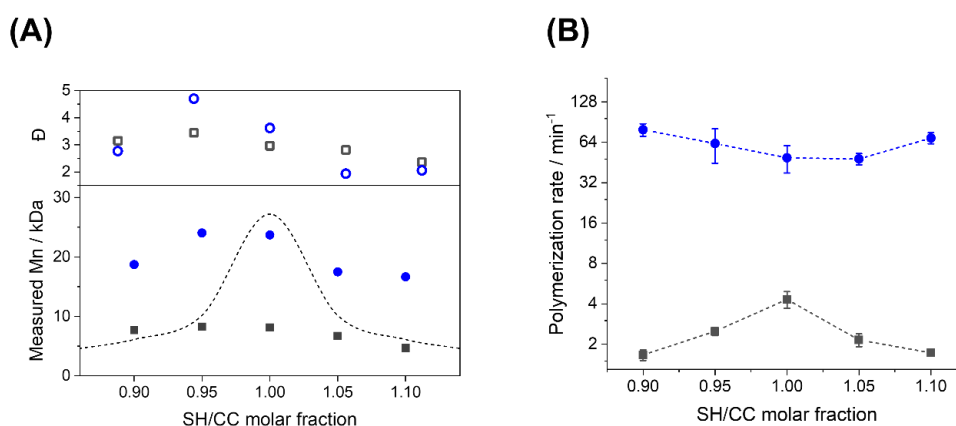 (A)
(B)
Đ
5
4
3
2
Measured Mn / kDa
30
20
10
0
0.90 0.95 1.00 1.05 1.10
SH/CC molar fraction
Polymerization rate / min⁻¹
128
64
32
16
8
4
2
0.90 0.95 1.00 1.05 1.10
SH/CC molar fraction